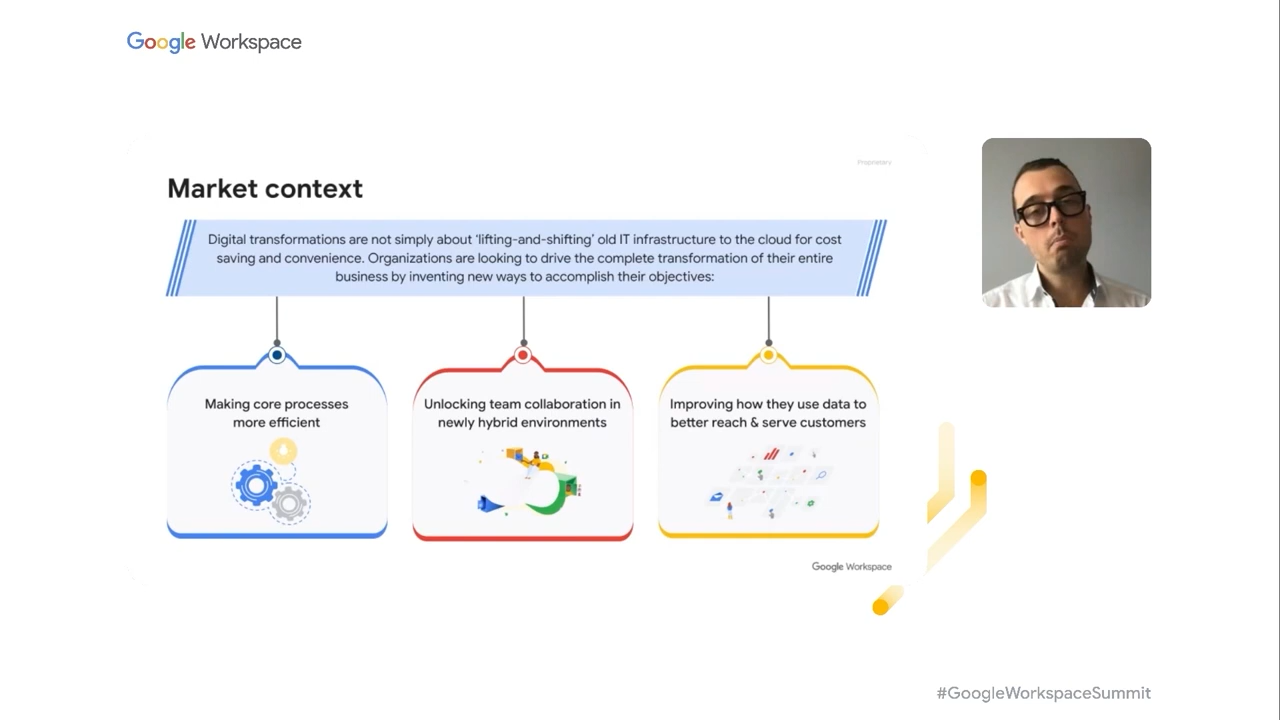 Google Workspace
Proprietary
Market context
Digital transformations are not simply about ‘lifting-and-shifting’ old IT infrastructure to the cloud for cost
saving and convenience. Organizations are looking to drive the complete transformation of their entire
business by inventing new ways to accomplish their objectives:
Making core processes
more efficient
Unlocking team collaboration in
newly hybrid environments
Improving how they use data to
better reach & serve customers
Google Workspace
#GoogleWorkspaceSummit